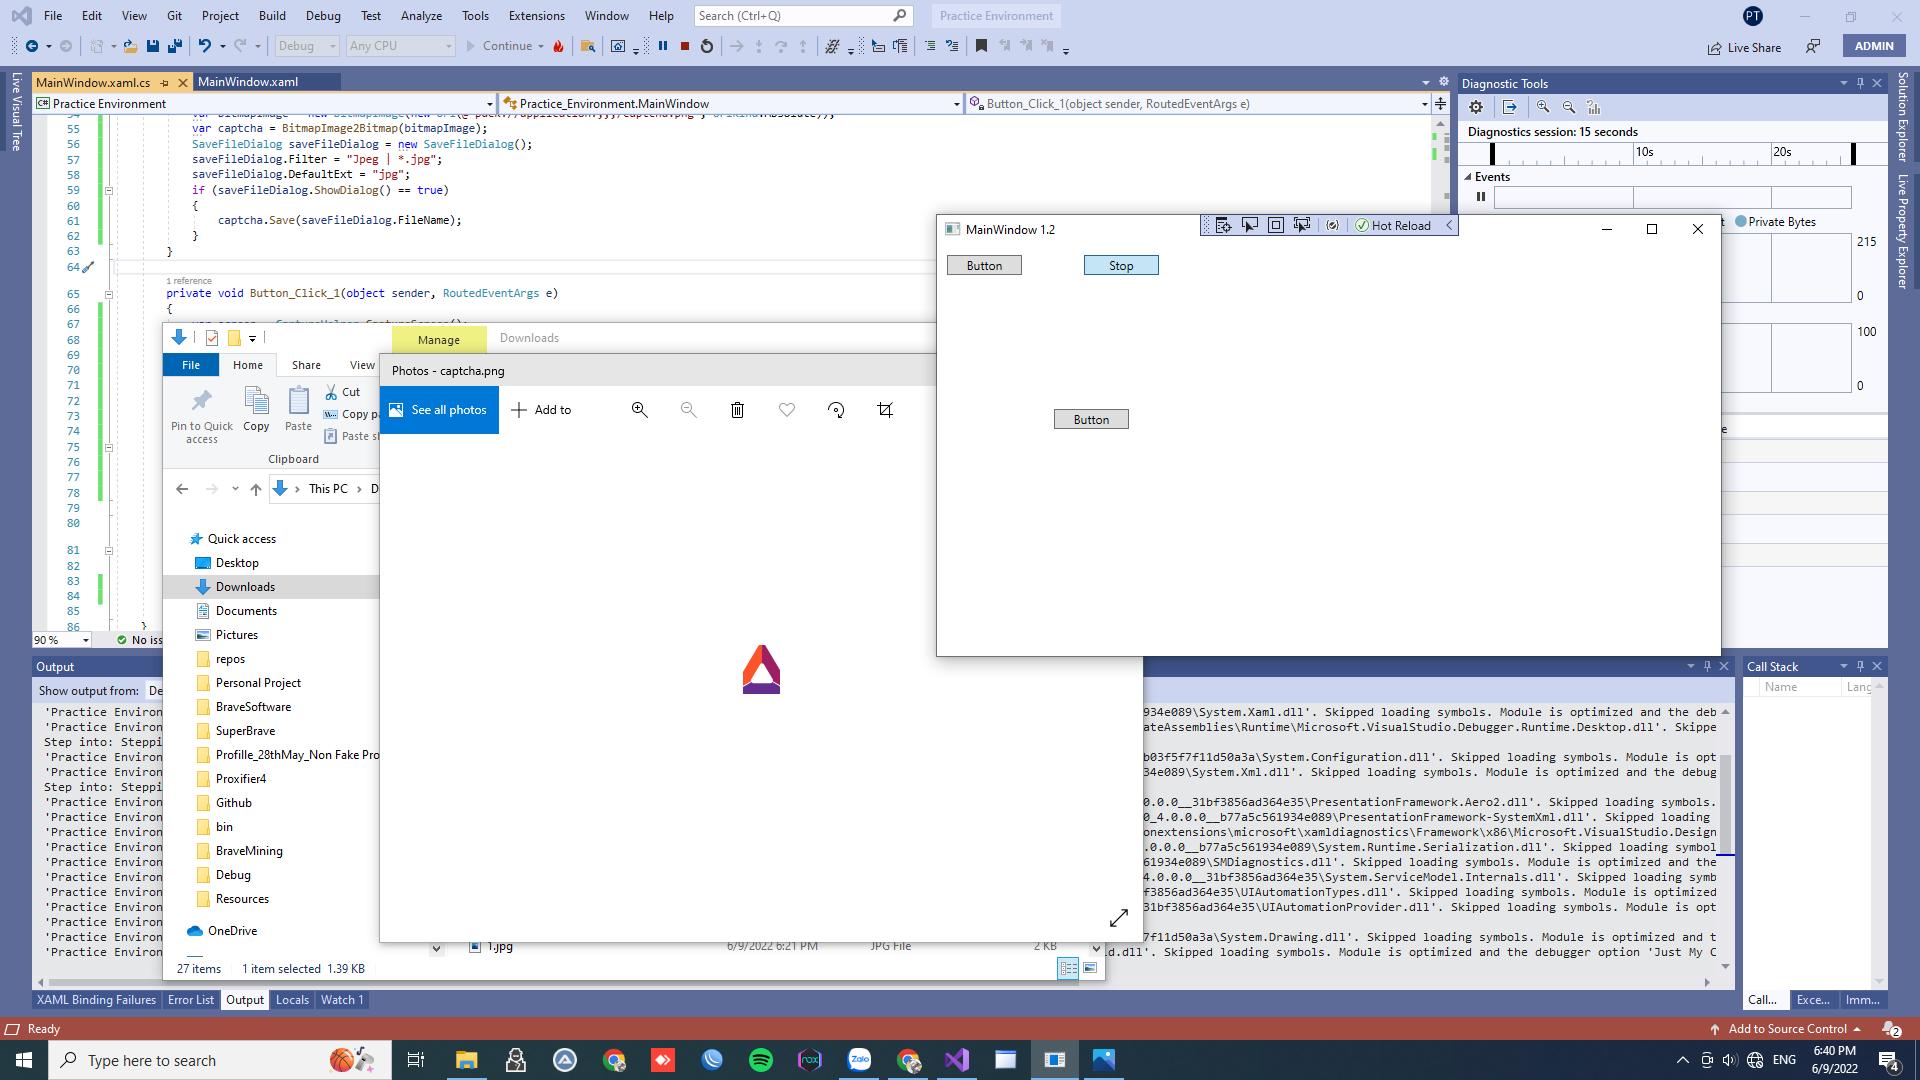 File Edit View Git Project Build Debug Test Analyze Tools Extensions Window Help Search (Ctrl+Q) Practice Environment PT
Debug Any CPU Continue Live Share ADMIN
Live Visual Tree
MainWindow.xaml.cs MainWindow.xaml
Practice Environment Practice_Environment.MainWindow Button_Click_1(object sender, RoutedEventArgs e)
55 var captcha = BitmapImage2Bitmap(bitmapImage);
56 SaveFileDialog saveFileDialog = new SaveFileDialog();
57 saveFileDialog.Filter = "Jpeg | *.jpg";
58 saveFileDialog.DefaultExt = "jpg";
59 if (saveFileDialog.ShowDialog() == true)
60 {
61 captcha.Save(saveFileDialog.FileName);
62 }
63 }
64
1 reference
65 private void Button_Click_1(object sender, RoutedEventArgs e)
66 {
67
68
69
70
71
72
73
74
75
76
77
78
79
80
81
82
83
84
85
86 }
90 % No iss
Diagnostic Tools
Diagnostics session: 15 seconds
10s 20s
Events
Private Bytes
215
0
100
0
Solution Explorer
Live Property Explorer
MainWindow 1.2
Hot Reload
Button Stop
Button
Manage Downloads
File Home Share View
Pin to Quick access
Copy
Paste
Cut
Copy pa
Paste sh
Clipboard
This PC D
Quick access
Desktop
Downloads
Documents
Pictures
repos
Personal Project
BraveSoftware
SuperBrave
Profille_28thMay_Non Fake Pro
Proxifier4
Github
bin
BraveMining
Debug
Resources
OneDrive
1.jpg 6/9/2022 6:21 PM JPG File 2 KB
27 items 1 item selected 1.39 KB
Photos - captcha.png
See all photos Add to
Output
Show output from: De
'Practice Environ
'Practice Environ
Step into: Steppi
'Practice Environ
'Practice Environ
Step into: Steppi
'Practice Environ
'Practice Environ
'Practice Environ
'Practice Environ
'Practice Environ
'Practice Environ
'Practice Environ
'Practice Environ
'Practice Environ
'Practice Environ
'Practice Environ
934e089\System.Xaml.dll'. Skipped loading symbols. Module is optimized and the deb
ateAssemblies\Runtime\Microsoft.VisualStudio.Debugger.Runtime.Desktop.dll'. Skippe
b03f5f7f11d50a3a\System.Configuration.dll'. Skipped loading symbols. Module is opt
34e089\System.Xml.dll'. Skipped loading symbols. Module is optimized and the debug
0.0.0__31bf3856ad364e35\PresentationFramework.Aero2.dll'. Skipped loading symbols.
0_4.0.0.0__b77a5c561934e089\PresentationFramework-SystemXml.dll'. Skipped loading
onextensions\microsoft\xamldiagnostics\Framework\x86\Microsoft.VisualStudio.Design
.0.0.0__b77a5c561934e089\System.Runtime.Serialization.dll'. Skipped loading symbol
61934e089\SMDiagnostics.dll'. Skipped loading symbols. Module is optimized and the
4.0.0.0__31bf3856ad364e35\System.ServiceModel.Internals.dll'. Skipped loading symb
f3856ad364e35\UIAutomationTypes.dll'. Skipped loading symbols. Module is optimized
31bf3856ad364e35\UIAutomationProvider.dll'. Skipped loading symbols. Module is opt
7f11d50a3a\System.Drawing.dll'. Skipped loading symbols. Module is optimized and t
d.dll'. Skipped loading symbols. Module is optimized and the debugger option 'Just My C
Call Stack
Name Lang
XAML Binding Failures Error List Output Locals Watch 1
Call... Exce... Imm...
Ready Add to Source Control 2
Type here to search
nox
Zalo
ENG 6:40 PM
6/9/2022 4